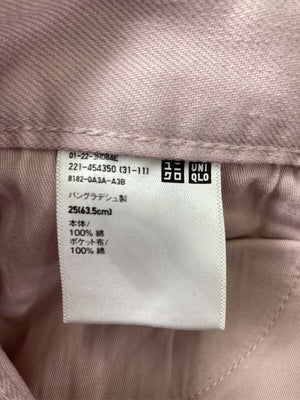 01-22-3H084E
221-454350 (31-11)
8182-QA3A-A3B
ユニクロ
UNIQLO
バングラデシュ製
25(63.5cm)
本体/
100% 綿
ポケット布/
100% 綿